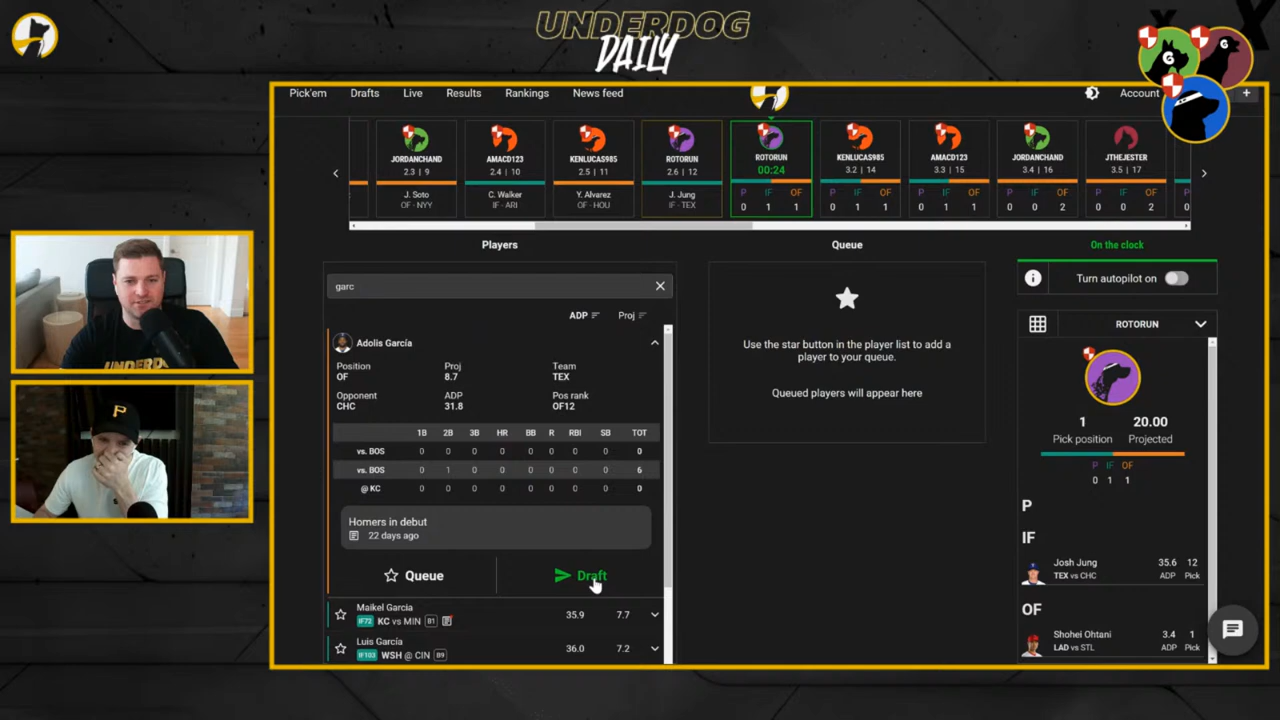 UNDERDOG
DAILY
Pick'em Drafts Live Results Rankings News feed Account +
JORDANCHAND
2.3 | 9
J. Soto
OF - NYY
AMACD123
2.4 | 10
C. Walker
IF - ARI
KENLUCAS985
2.5 | 11
Y. Alvarez
OF - HOU
ROTORUN
2.6 | 12
J. Jung
IF - TEX
ROTORUN
00:24
P IF OF
0 1 1
KENLUCAS985
3.2 | 14
P IF OF
0 1 1
AMACD123
3.3 | 15
P IF OF
0 1 1
JORDANCHAND
3.4 | 16
P IF OF
0 0 2
JTHEJESTER
3.5 | 17
P IF OF
0 0 2
Players
Queue
On the clock
garc
ADP Proj
Adolis García
Position Proj Team
OF 8.7 TEX
Opponent ADP Pos rank
CHC 31.8 OF12
1B 2B 3B HR BB R RBI SB TOT
vs. BOS 0 0 0 0 0 0 0 0 0
vs. BOS 0 1 0 0 0 0 0 0 6
@ KC 0 0 0 0 0 0 0 0 0
Homers in debut
22 days ago
Queue Draft
Maikel Garcia
IF72 KC vs MIN B1 35.9 7.7
Luis García
IF103 WSH @ CIN B9 36.0 7.2
Use the star button in the player list to add a
player to your queue.
Queued players will appear here
Turn autopilot on
ROTORUN
1 20.00
Pick position Projected
P IF OF
0 1 1
P
IF
Josh Jung 35.6 12
TEX vs CHC ADP Pick
OF
Shohei Ohtani 3.4 1
LAD vs STL ADP Pick
G
G
UNDERDOG
P